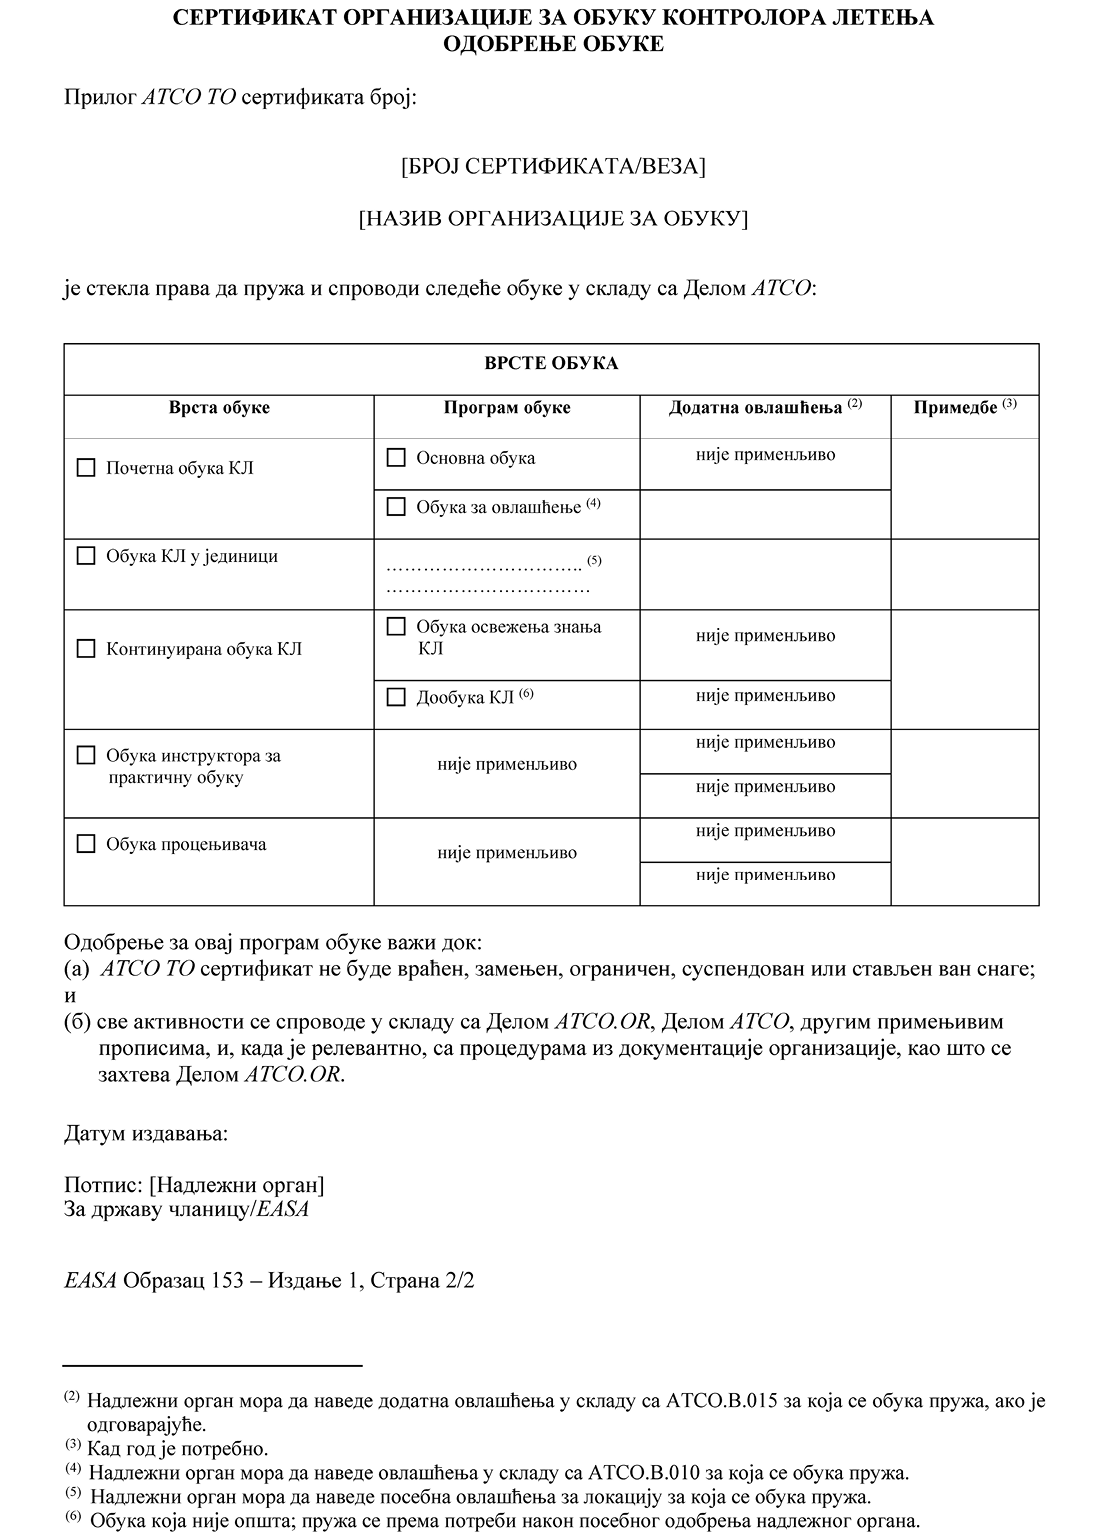 СЕРТИФИКАТ ОРГАНИЗАЦИЈЕ ЗА ОБУКУ КОНТРОЛОРА ЛЕТЕЊА
ОДОБРЕЊЕ ОБУКЕ
Прилог ATCO TO сертификата број:
[БРОЈ СЕРТИФИКАТА/ВЕЗА]
[НАЗИВ ОРГАНИЗАЦИЈЕ ЗА ОБУКУ]
је стекла права да пружа и спроводи следеће обуке у складу са Делом ATCO:
ВРСТЕ ОБУКА
Врста обуке Програм обуке Додатна овлашћења (2) Примедбе (3)
☐ Почетна обука КЛ
☐ Основна обука
није применљиво
☐ Обука за овлашћење (4)
☐ Обука КЛ у јединици
…………………………….. (5)
……………………………
☐ Континуирана обука КЛ
☐ Обука освежења знања
КЛ
није применљиво
☐ Дообука КЛ (6)
није применљиво
☐ Обука инструктора за
практичну обуку
није применљиво
није применљиво
није применљиво
☐ Обука процењивача
није применљиво
није применљиво
није применљиво
Одобрење за овај програм обуке важи док:
(а) ATCO TO сертификат не буде враћен, замењен, ограничен, суспендован или стављен ван снаге;
и
(б) све активности се спроводе у складу са Делом ATCO.OR, Делом ATCO, другим примењивим
прописима, и, када је релевантно, са процедурама из документације организације, као што се
захтева Делом ATCO.OR.
Датум издавања:
Потпис: [Надлежни орган]
За државу чланицу/EASA
EASA Образац 153 – Издање 1, Страна 2/2
(2) Надлежни орган мора да наведе додатна овлашћења у складу са ATCO.B.015 за која се обука пружа, ако је
одговарајуће.
(3) Кад год је потребно.
(4) Надлежни орган мора да наведе овлашћења у складу са ATCO.B.010 за која се обука пружа.
(5) Надлежни орган мора да наведе посебна овлашћења за локацију за која се обука пружа.
(6) Обука која није општа; пружа се према потреби након посебног одобрења надлежног органа.